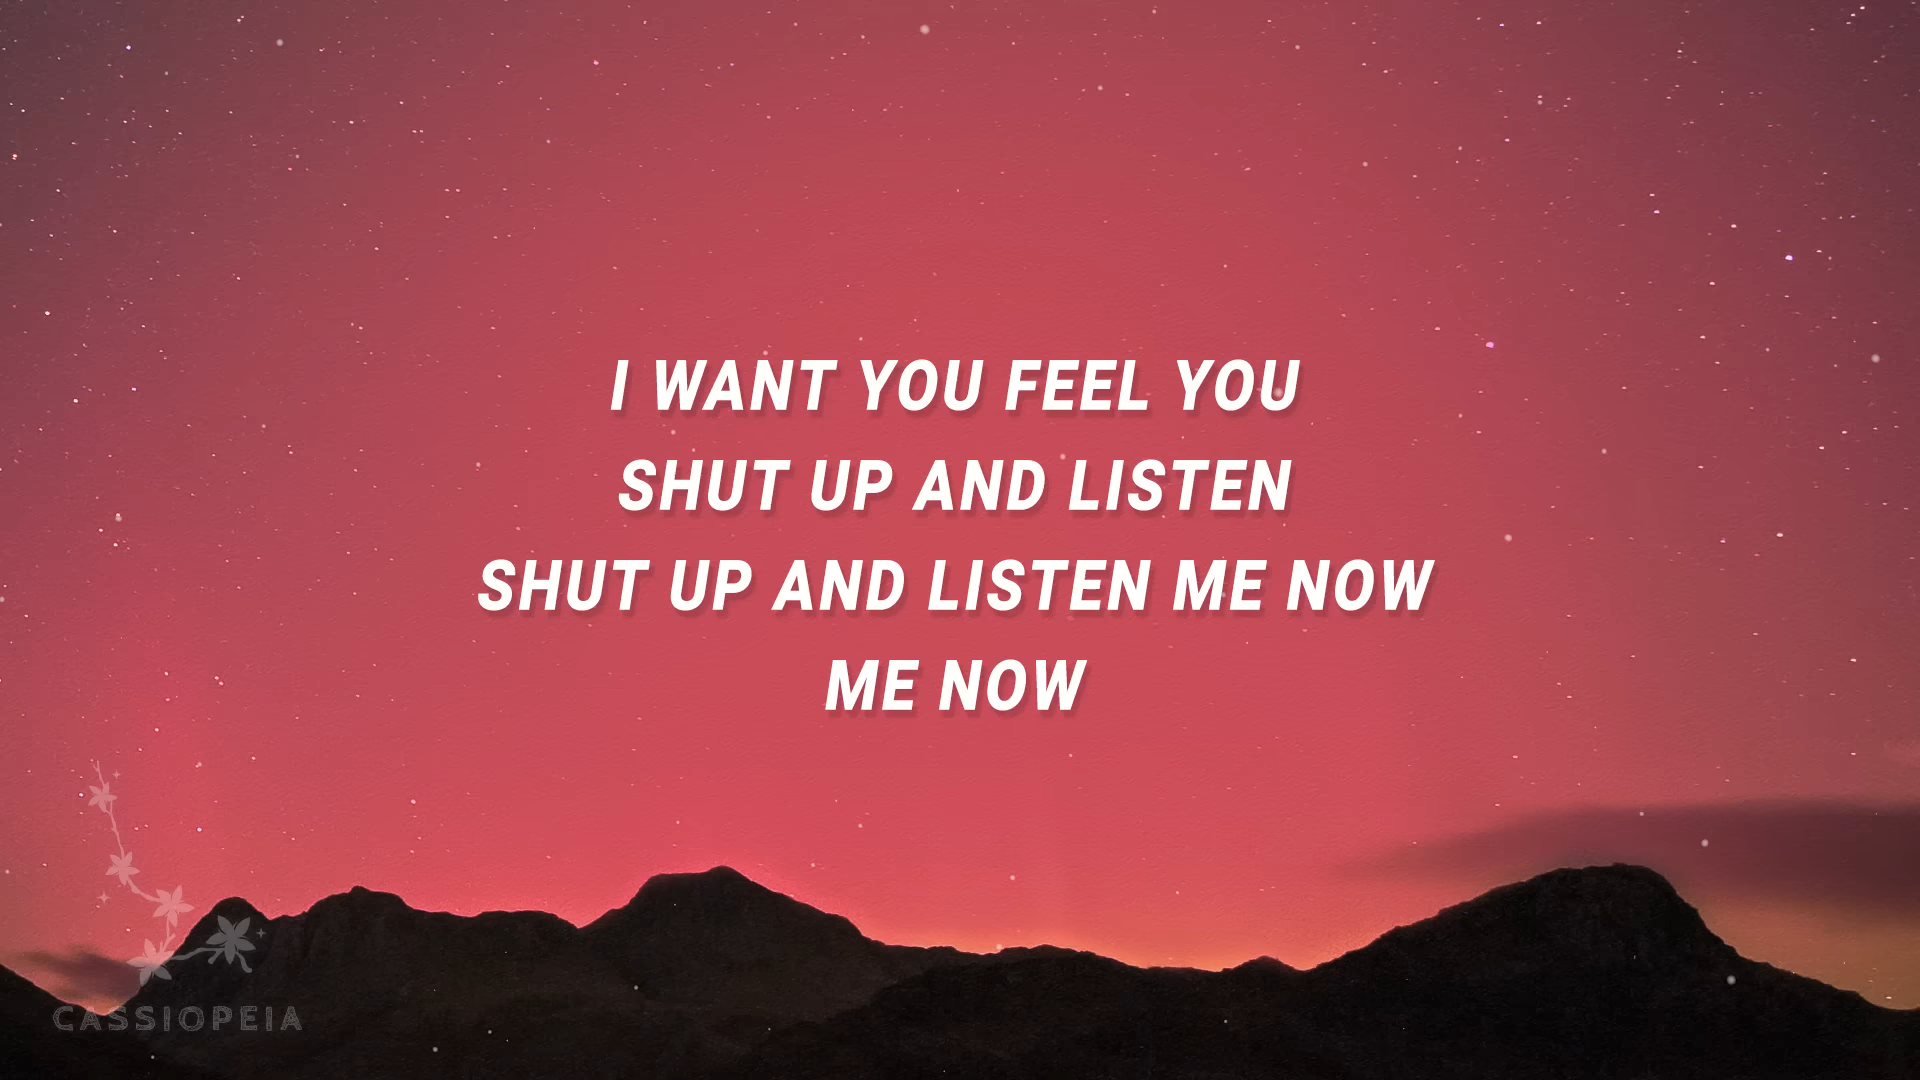 I WANT YOU FEEL YOU
SHUT UP AND LISTEN
SHUT UP AND LISTEN ME NOW
ME NOW
CASSIOPEIA